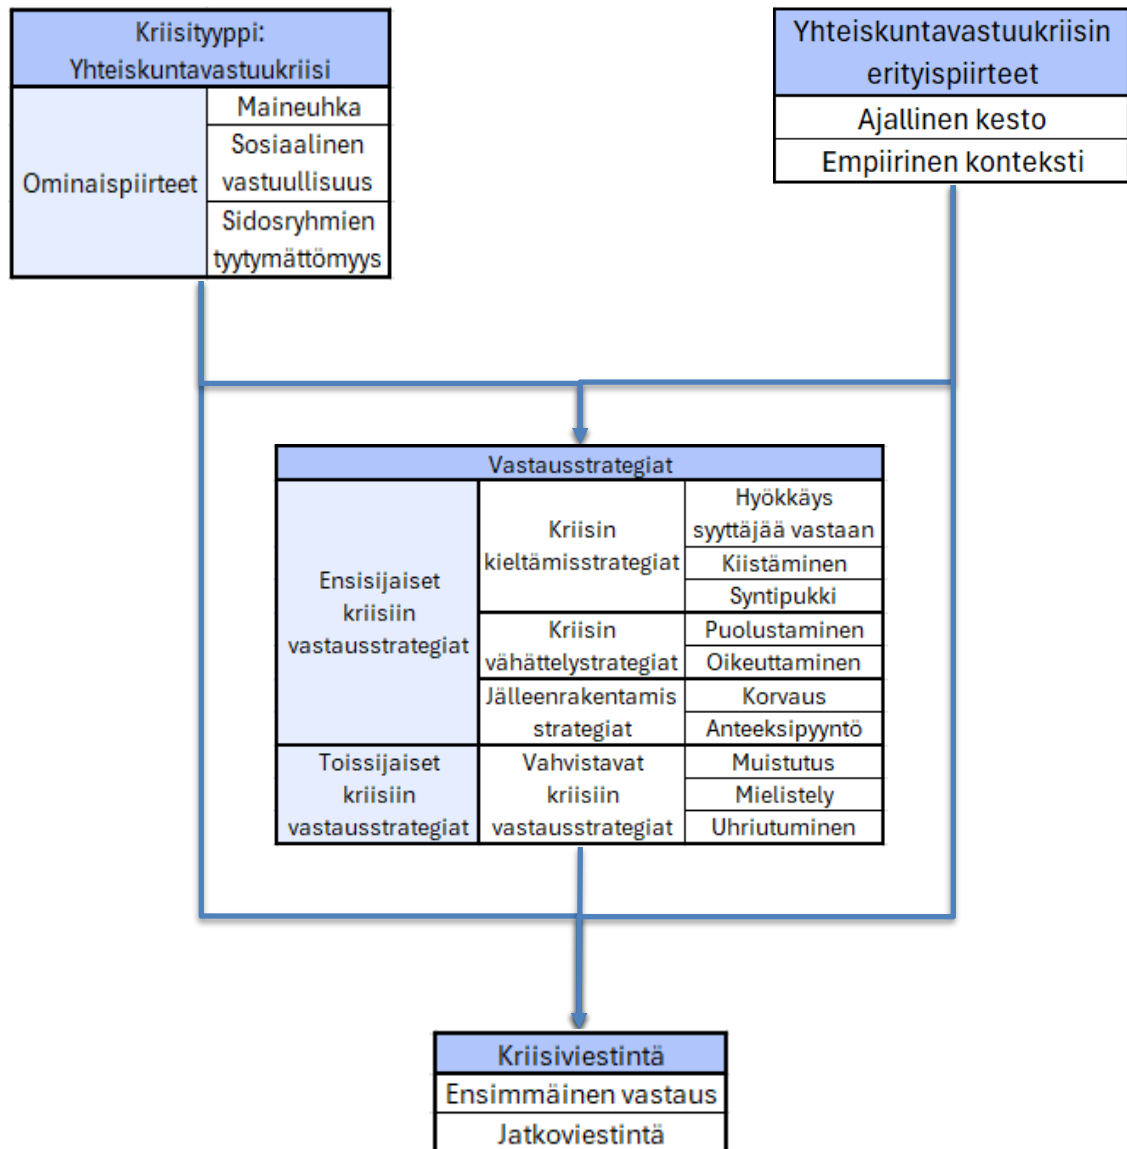 Kriisityyppi:
Yhteiskuntavastuukriisi
Ominaispiirteet
Maineuhka
Sosiaalinen
vastuullisuus
Sidosryhmien
tyytymättömyys
Yhteiskuntavastuukriisin
erityispiirteet
Ajallinen kesto
Empiirinen konteksti
Vastausstrategiat
Ensisijaiset
kriisiin
vastausstrategiat
Kriisin
kieltämisstrategiat
Hyökkäys
syyttäjää vastaan
Kiistäminen
Syntipukki
Kriisin
vähättelystrategiat
Puolustaminen
Oikeuttaminen
Jälleenrakentamis
strategiat
Korvaus
Anteeksipyyntö
Toissijaiset
kriisiin
vastausstrategiat
Vahvistavat
kriisiin
vastausstrategiat
Muistutus
Mielistely
Uhriutuminen
Kriisiviestintä
Ensimmäinen vastaus
Jatkoviestintä